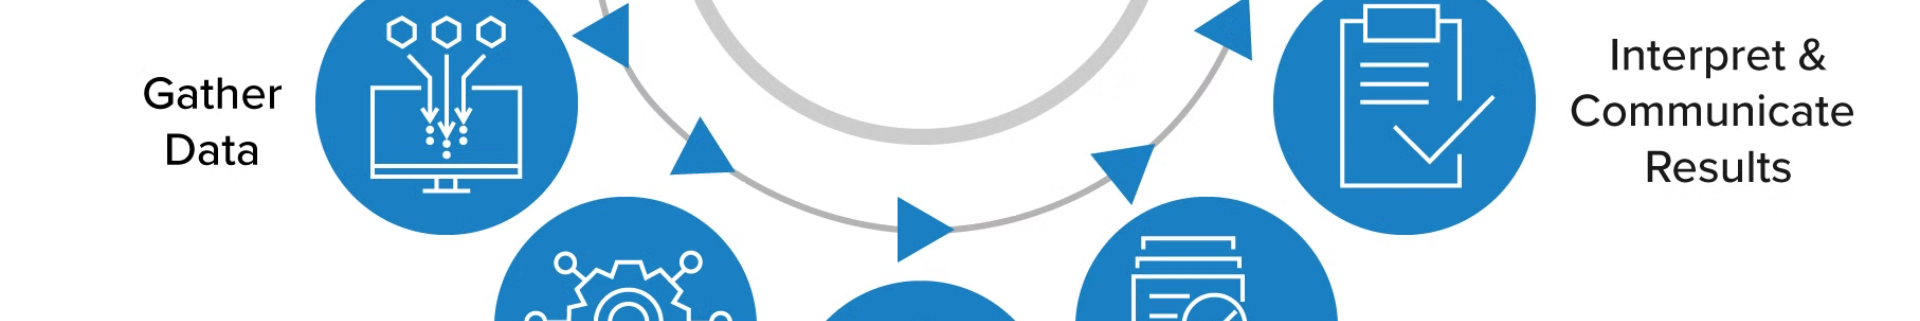 Gather
Data
Interpret &
Communicate
Results